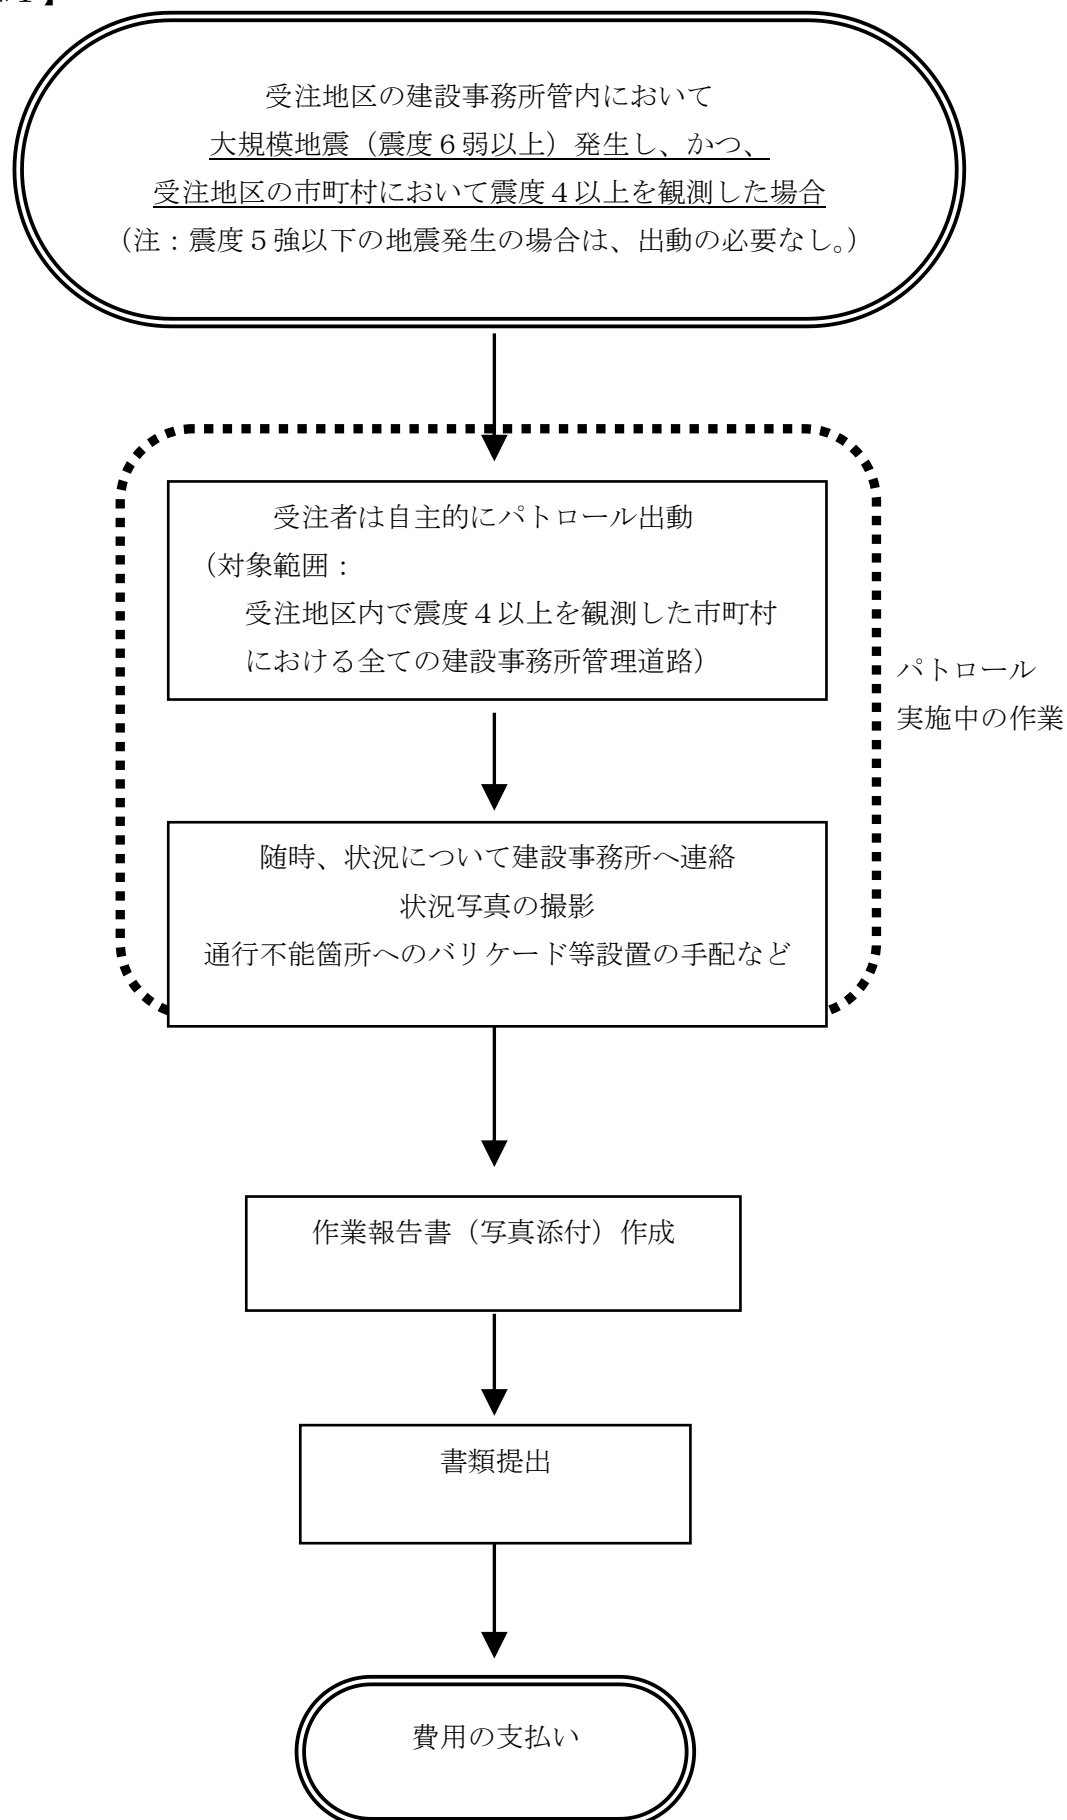 受注地区の建設事務所管内において
大規模地震（震度６弱以上）発生し、かつ、
受注地区の市町村において震度４以上を観測した場合
（注：震度５強以下の地震発生の場合は、出動の必要なし。）
受注者は自主的にパトロール出動
（対象範囲：
受注地区内で震度４以上を観測した市町村
における全ての建設事務所管理道路）
パトロール
実施中の作業
随時、状況について建設事務所へ連絡
状況写真の撮影
通行不能箇所へのバリケード等設置の手配など
作業報告書（写真添付）作成
書類提出
費用の支払い